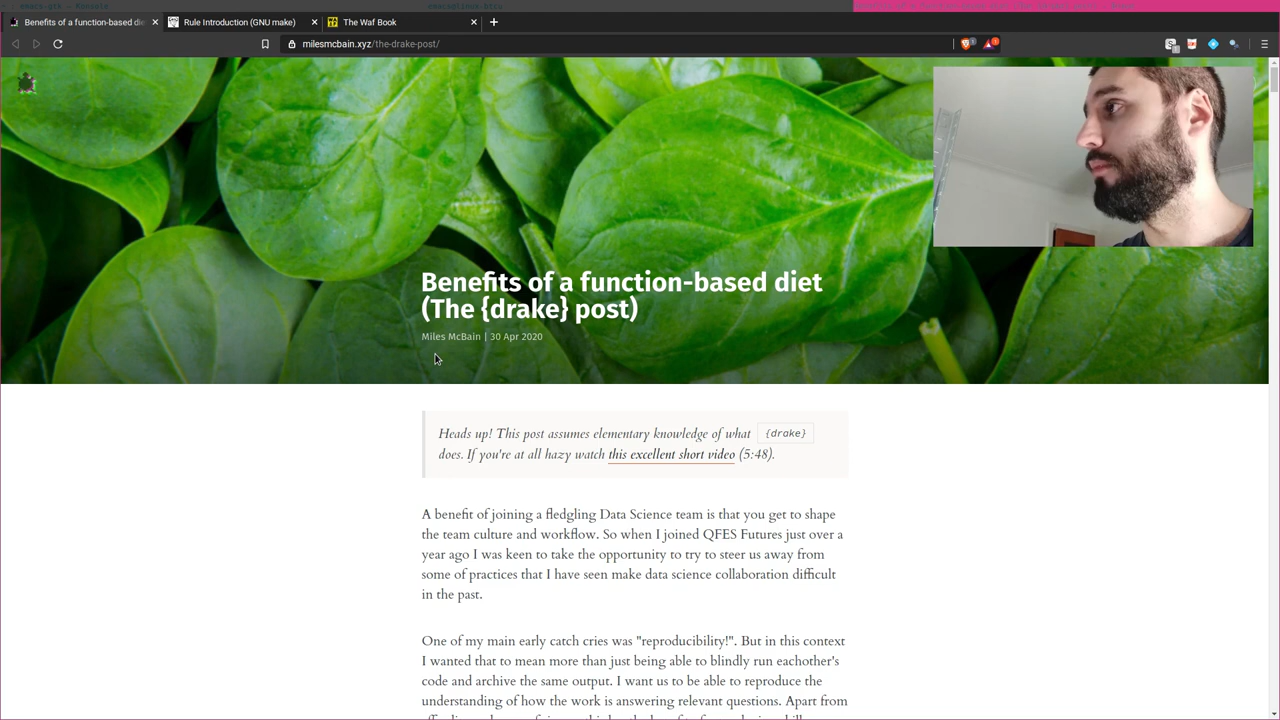 emacs-gtk — Konsole
Benefits of a function-based die
Rule Introduction (GNU make)
The Waf Book
milesmcbain.xyz/the-drake-post/
Benefits of a function-based diet
(The {drake} post)
Miles McBain | 30 Apr 2020
Heads up! This post assumes elementary knowledge of what {drake}
does. If you're at all hazy watch this excellent short video (5:48).
A benefit of joining a fledgling Data Science team is that you get to shape
the team culture and workflow. So when I joined QFES Futures just over a
year ago I was keen to take the opportunity to try to steer us away from
some of practices that I have seen make data science collaboration difficult
in the past.
One of my main early catch cries was "reproducibility!". But in this context
I wanted that to mean more than just being able to blindly run eachother's
code and archive the same output. I want us to be able to reproduce the
understanding of how the work is answering relevant questions. Apart from